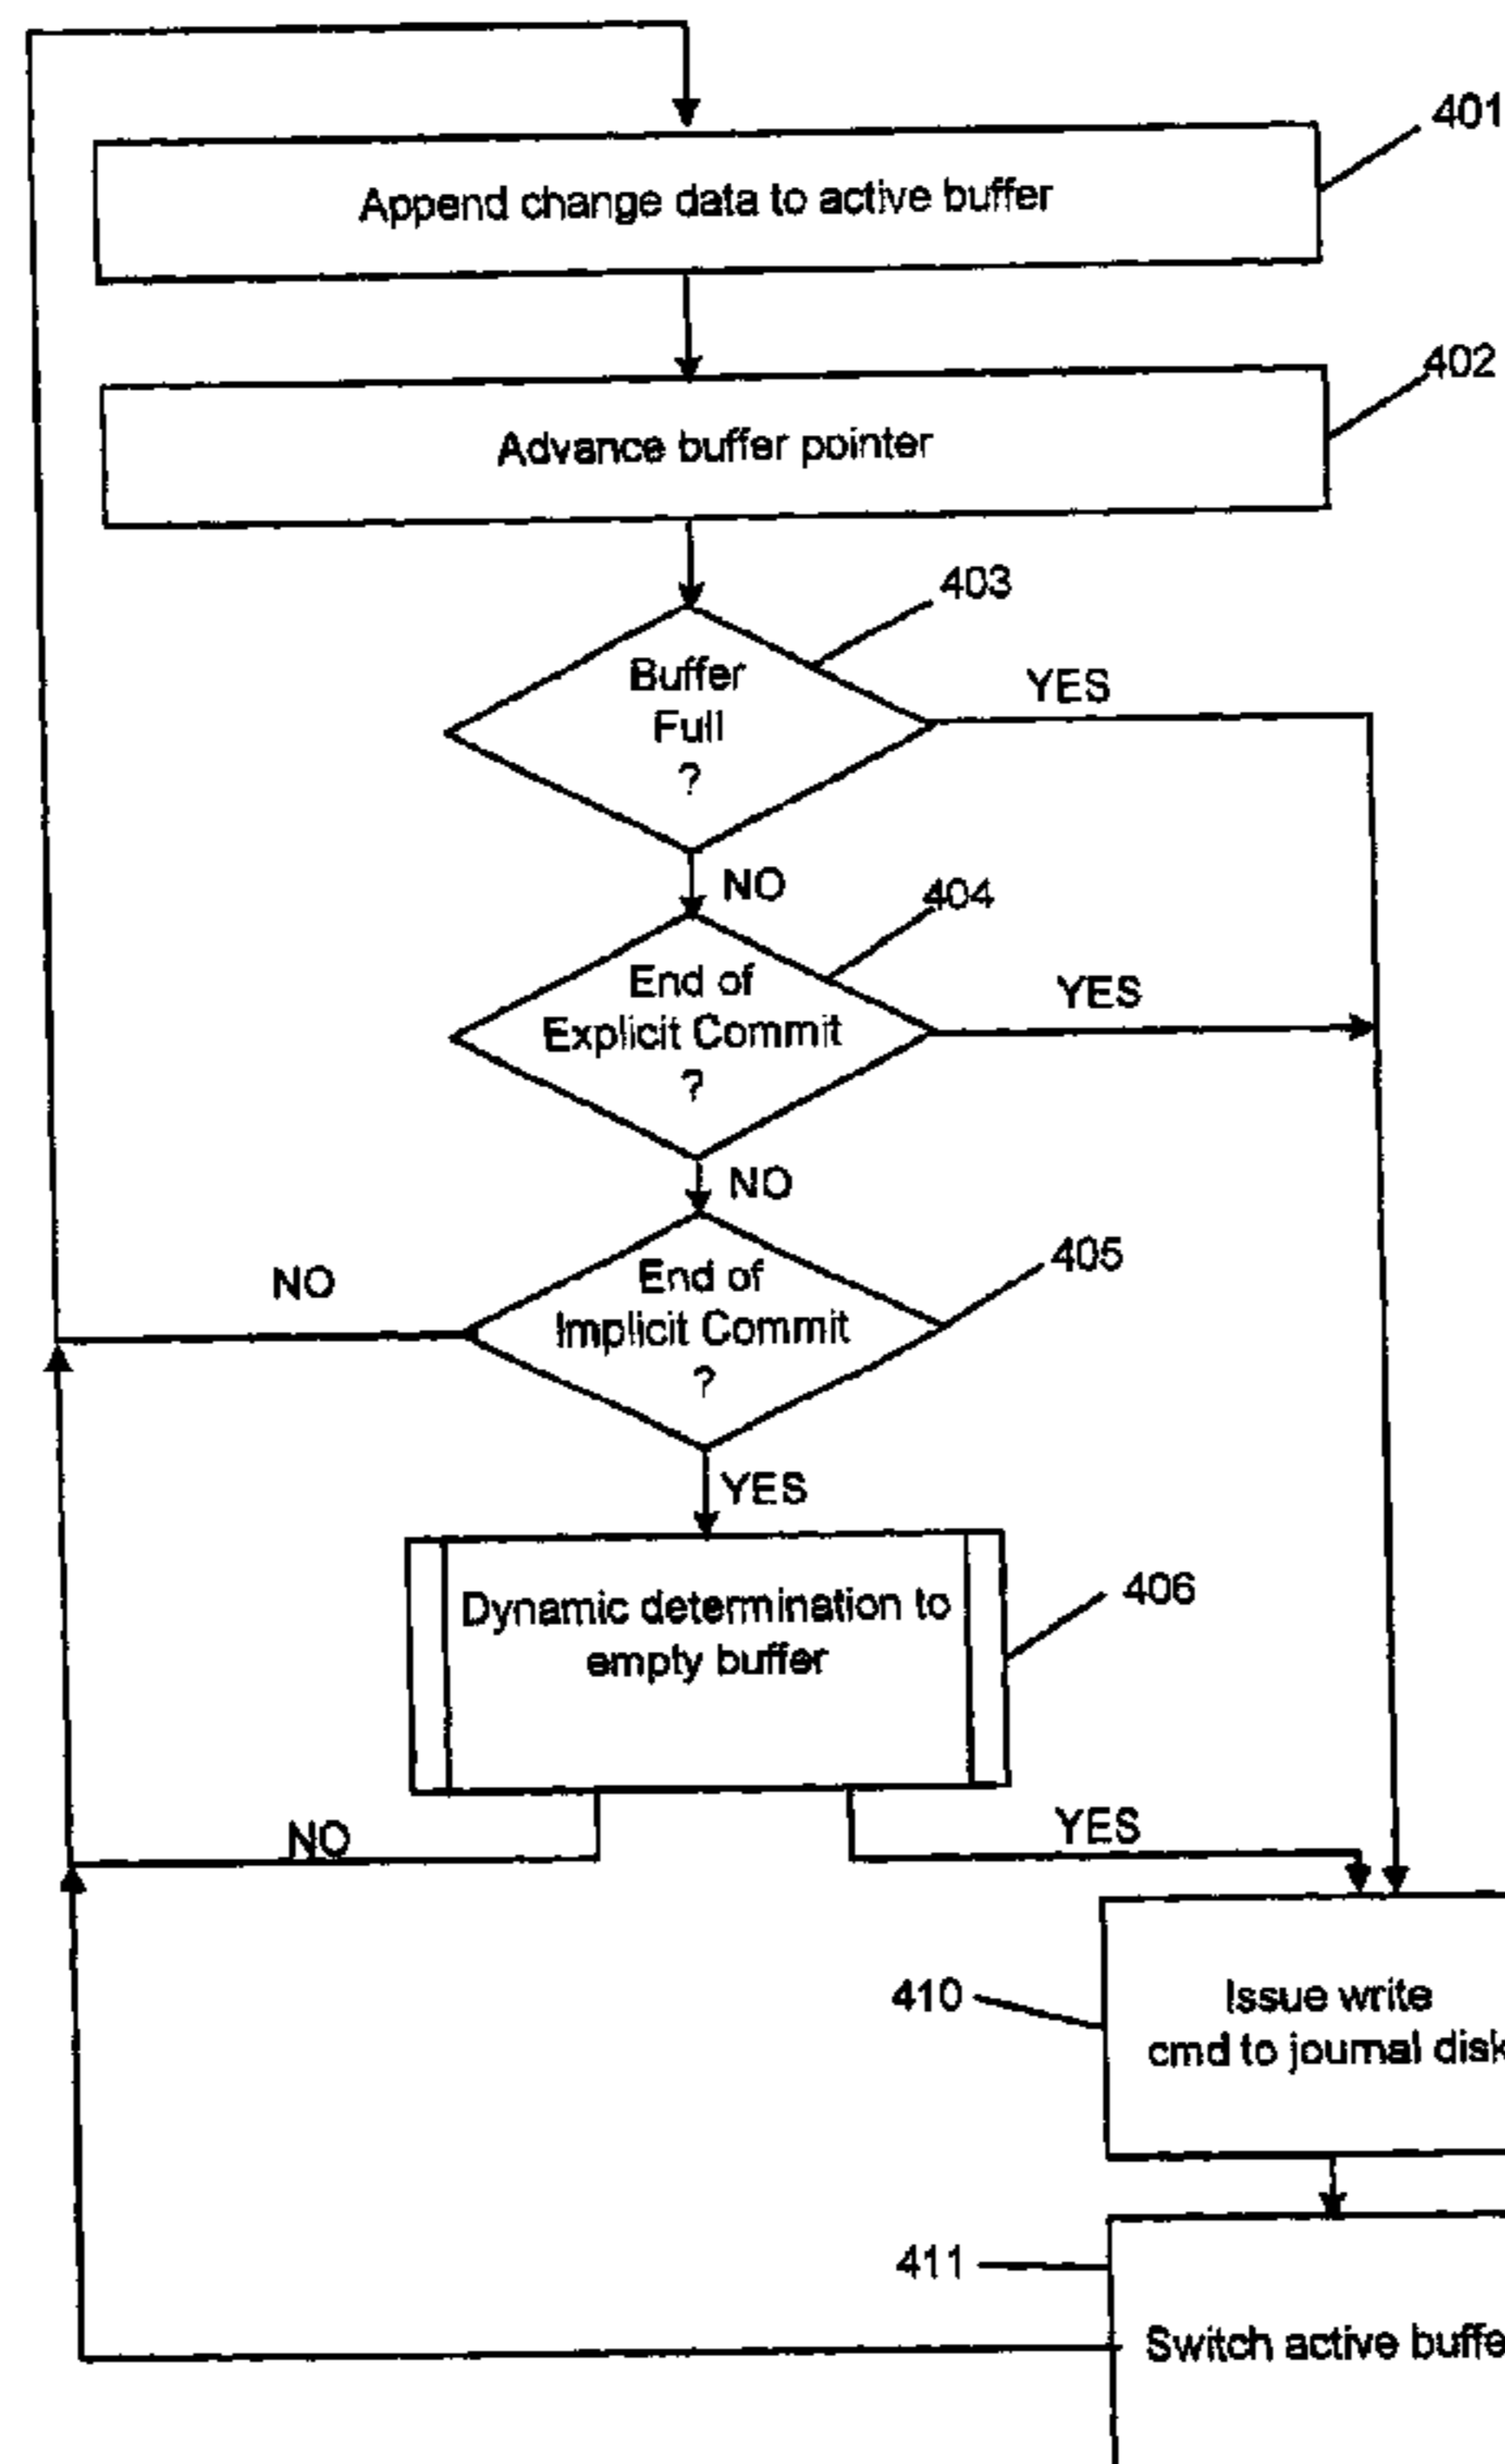 401
Append change data to active buffer
402
Advance buffer pointer
403
Buffer
Full
?
YES
NO
404
End of
Explicit Commit
?
YES
NO
405
End of
Implicit Commit
?
NO
YES
406
Dynamic determination to
empty buffer
NO
YES
410
Issue write
cmd to journal disk
411
Switch active buffe